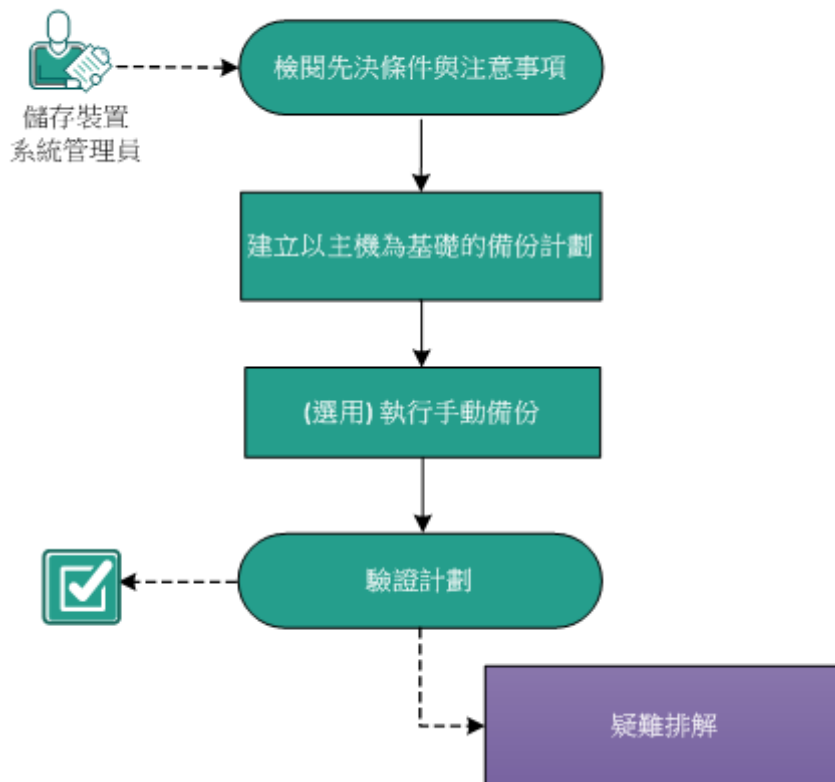 檢閱先決條件與注意事項
儲存裝置
系統管理員
建立以主機為基礎的備份計劃
(選用) 執行手動備份
驗證計劃
疑難排解